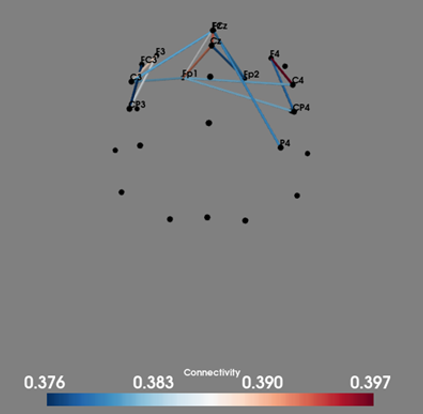 FCz
Cz
F3
FC3
F4
C3
Fp1
Fp2
C4
CP3
CP4
P4
Connectivity
0.376 0.383 0.390 0.397